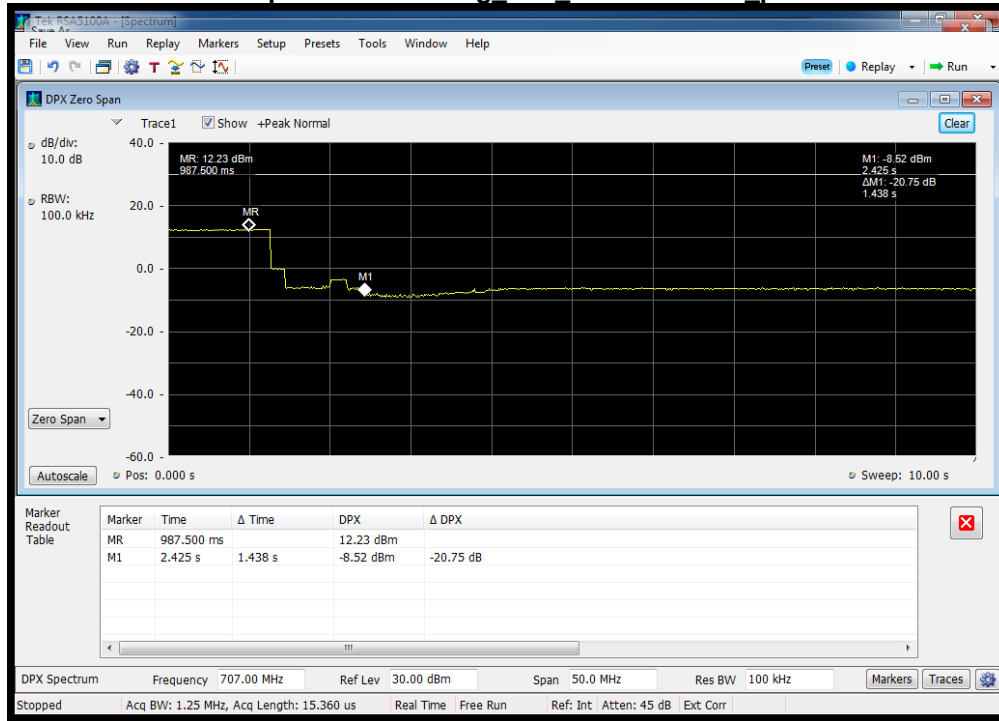 Tek RSA5100A - [Spectrum]
Save As
File View Run Replay Markers Setup Presets Tools Window Help
T Preset Replay Run
DPX Zero Span
Trace1 Show +Peak Normal Clear
dB/div: 40.0 -
10.0 dB
MR: 12.23 dBm
987.500 ms
M1: -8.52 dBm
2.425 s
ΔM1: -20.75 dB
1.438 s
RBW:
100.0 kHz
20.0 -
MR
0.0 -
M1
-20.0 -
-40.0 -
Zero Span
-60.0 -
Autoscale Pos: 0.000 s Sweep: 10.00 s
Marker
Readout
Table
Marker Time Δ Time DPX Δ DPX
MR 987.500 ms 12.23 dBm
M1 2.425 s 1.438 s -8.52 dBm -20.75 dB
DPX Spectrum Frequency 707.00 MHz Ref Lev 30.00 dBm Span 50.0 MHz Res BW 100 kHz Markers Traces
Stopped Acq BW: 1.25 MHz, Acq Length: 15.360 us Real Time Free Run Ref: Int Atten: 45 dB Ext Corr